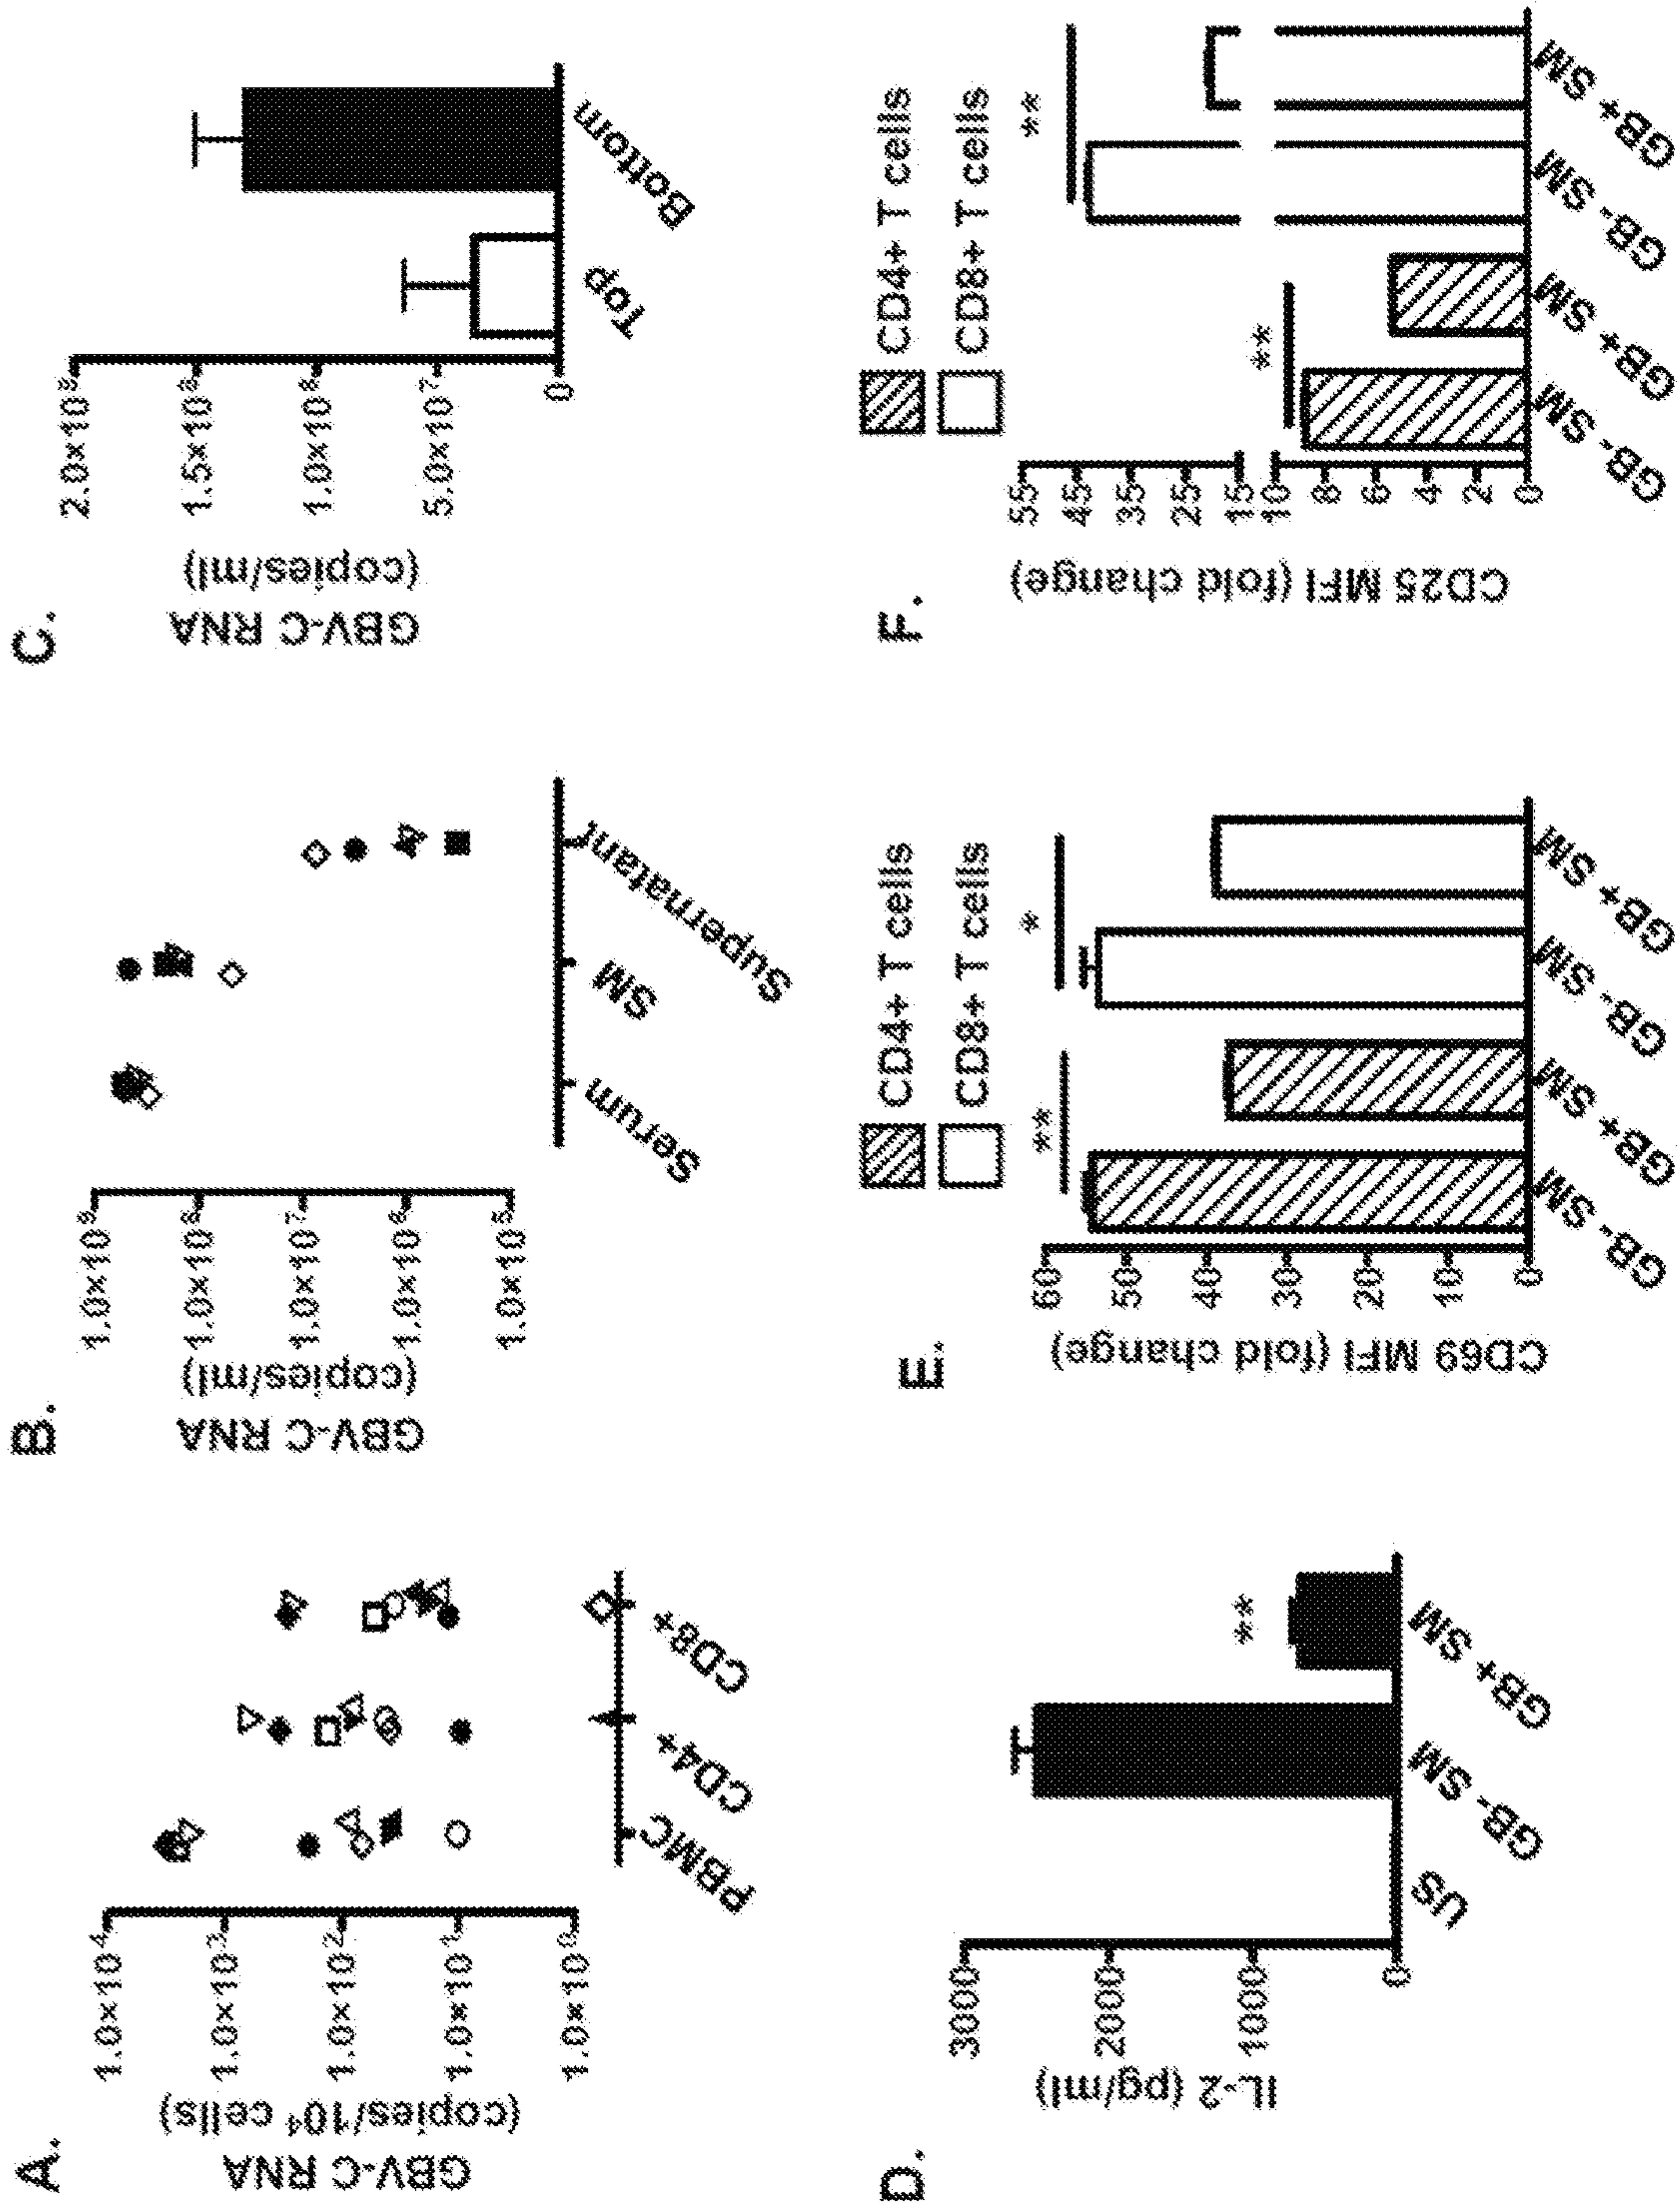 A.
GBV-C RNA
(copies/10⁴ cells)
1.0×10⁴
1.0×10³
1.0×10²
1.0×10¹
1.0×10⁰
PBMC
CD4+
CD8+
B.
GBV-C RNA
(copies/ml)
1.0×10⁹
1.0×10⁸
1.0×10⁷
1.0×10⁶
1.0×10⁵
Serum
SM
Supernatant
C.
GBV-C RNA
(copies/ml)
2.0×10⁸
1.5×10⁸
1.0×10⁸
5.0×10⁷
0
Top
Bottom
D.
IL-2 (pg/ml)
3000
2000
1000
0
**
US
GB- SM
GB+ SM
E.
CD4+ T cells
CD8+ T cells
CD69 MFI (fold change)
60
50
40
30
20
10
0
**
*
GB- SM
GB+ SM
GB- SM
GB+ SM
F.
CD4+ T cells
CD8+ T cells
CD25 MFI (fold change)
55
45
35
25
15
10
8
6
4
2
0
**
**
GB- SM
GB+ SM
GB- SM
GB+ SM